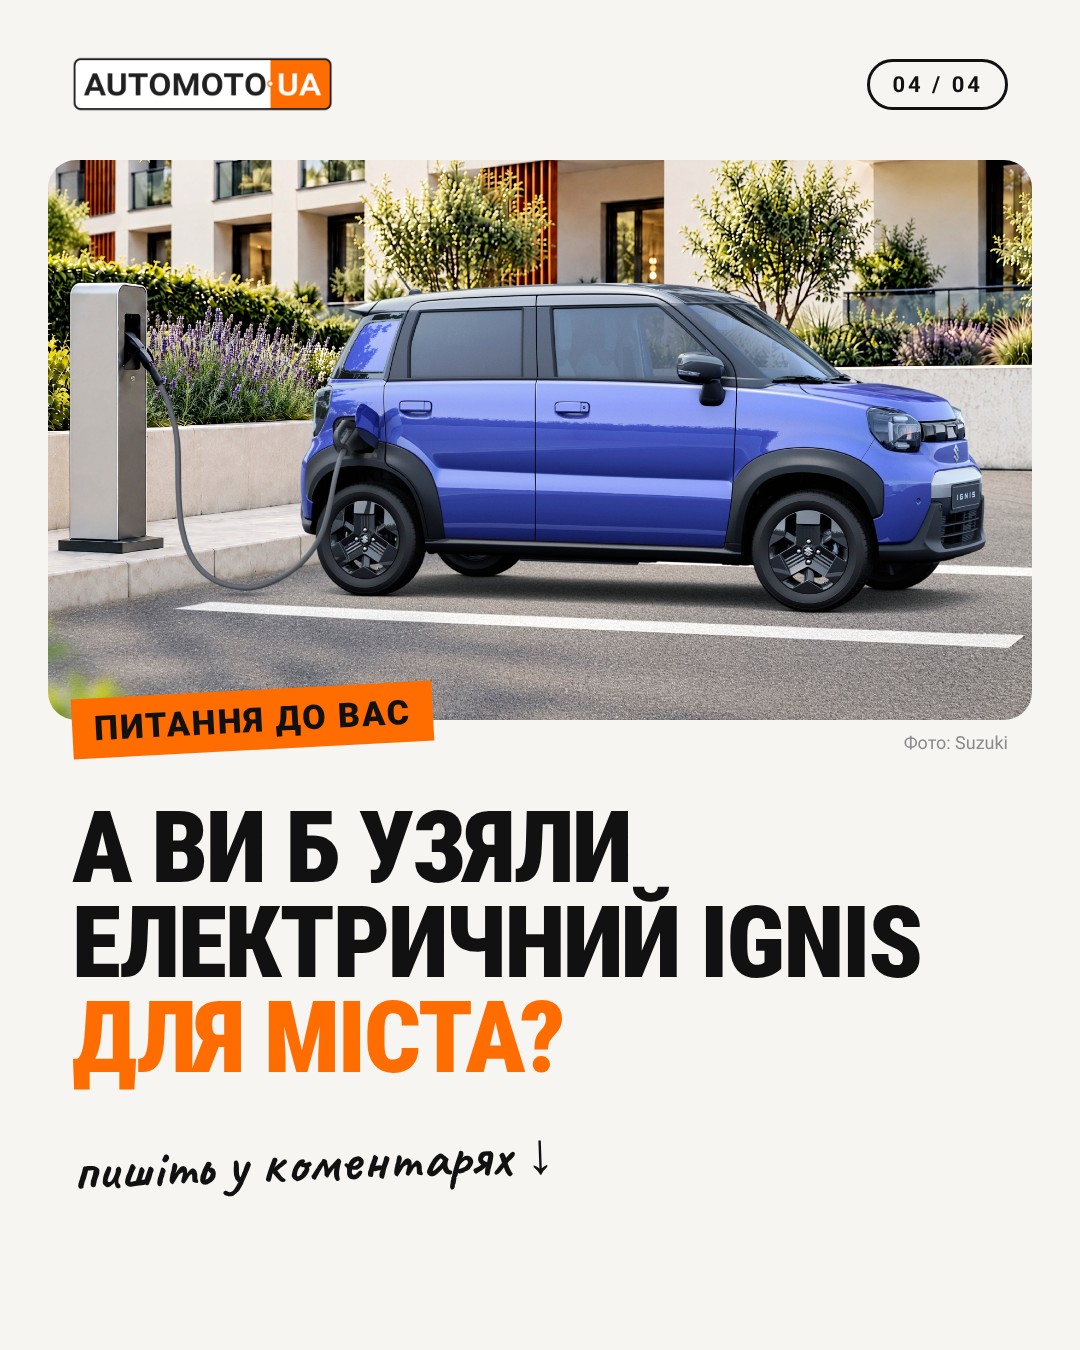 AUTOMOTO UA
04 / 04
IGNIS
ПИТАННЯ ДО ВАС
Фото: Suzuki
А ВИ Б УЗЯЛИ
ЕЛЕКТРИЧНИЙ IGNIS
ДЛЯ МІСТА?
пишіть у коментарях ↓